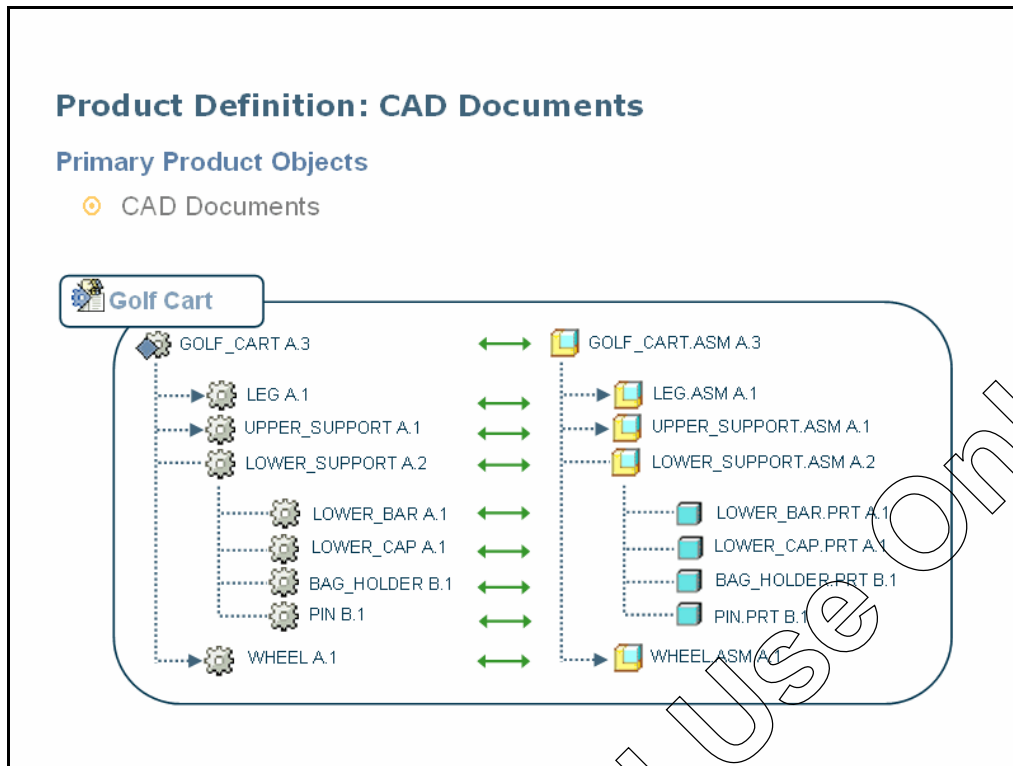 Product Definition: CAD Documents
Primary Product Objects
CAD Documents
Golf Cart
GOLF_CART A.3
GOLF_CART.ASM A.3
LEG A.1
LEG.ASM A.1
UPPER_SUPPORT A.1
UPPER_SUPPORT.ASM A.1
LOWER_SUPPORT A.2
LOWER_SUPPORT.ASM A.2
LOWER_BAR A.1
LOWER_BAR.PRT A.1
LOWER_CAP A.1
LOWER_CAP.PRT A.1
BAG_HOLDER B.1
BAG_HOLDER.PRT B.1
PIN B.1
PIN.PRT B.1
WHEEL A.1
WHEEL.ASM A.1
Use